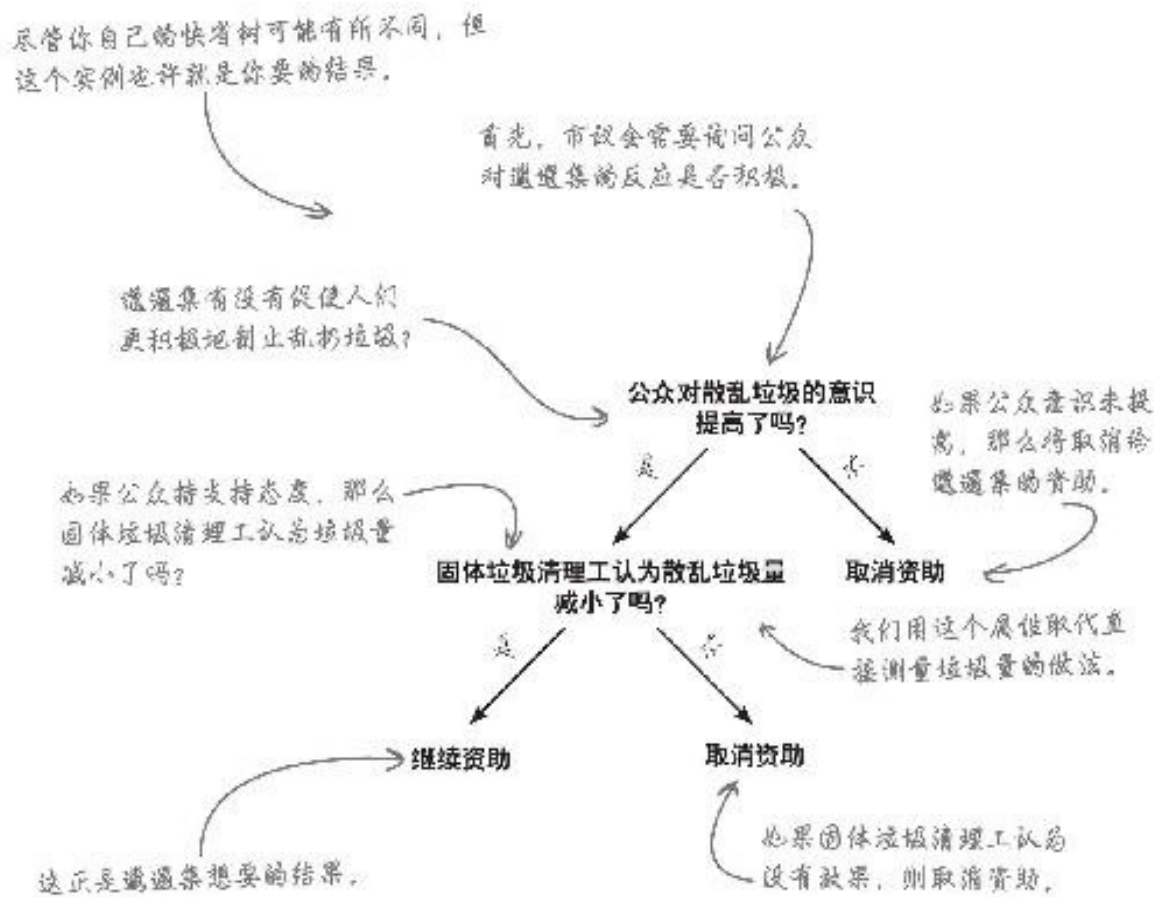 尽管你自己的快省树可能有所不同，但
这个实例也许就是你要的结果。
首先，市议会需要询问公众
对邋遢集的反应是否积极。
邋遢集有没有促使人们
更积极地制止乱扔垃圾？
公众对散乱垃圾的意识
提高了吗？
如果公众意识未提
高，那么将取消给
邋遢集的资助。
是
否
如果公众持支持态度，那么
固体垃圾清理工认为垃圾量
减小了吗？
固体垃圾清理工认为散乱垃圾量
减小了吗？
取消资助
我们用这个属性取代直
接测量垃圾量的做法。
是
否
继续资助
取消资助
这正是邋遢集想要的结果。
如果固体垃圾清理工认为
没有效果，则取消资助。